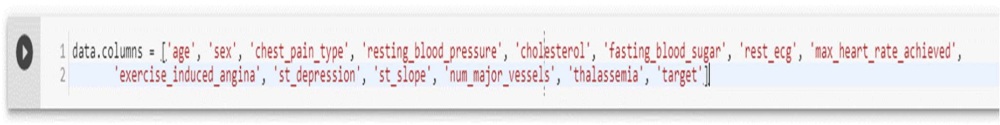 1 data.columns = ['age', 'sex', 'chest_pain_type', 'resting_blood_pressure', 'cholesterol', 'fasting_blood_sugar', 'rest_ecg', 'max_heart_rate_achieved',
2 'exercise_induced_angina', 'st_depression', 'st_slope', 'num_major_vessels', 'thalassemia', 'target']